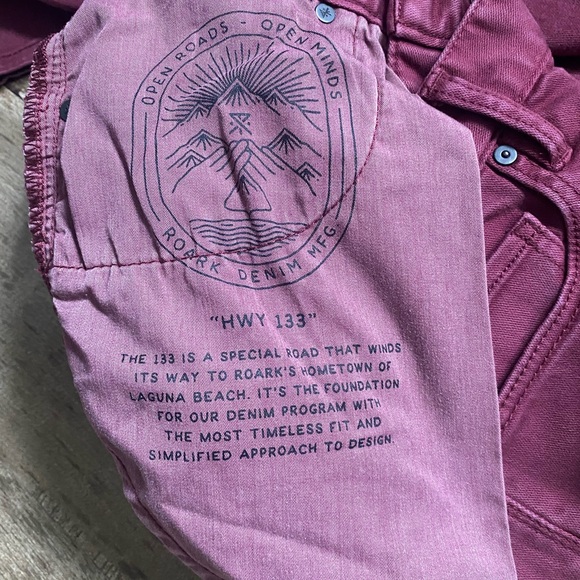 OPEN ROADS - OPEN MINDS
ROARK DENIM MFG
"HWY 133"
THE 133 IS A SPECIAL ROAD THAT WINDS
ITS WAY TO ROARK'S HOMETOWN OF
LAGUNA BEACH. IT'S THE FOUNDATION
FOR OUR DENIM PROGRAM WITH
THE MOST TIMELESS FIT AND
SIMPLIFIED APPROACH TO DESIGN.